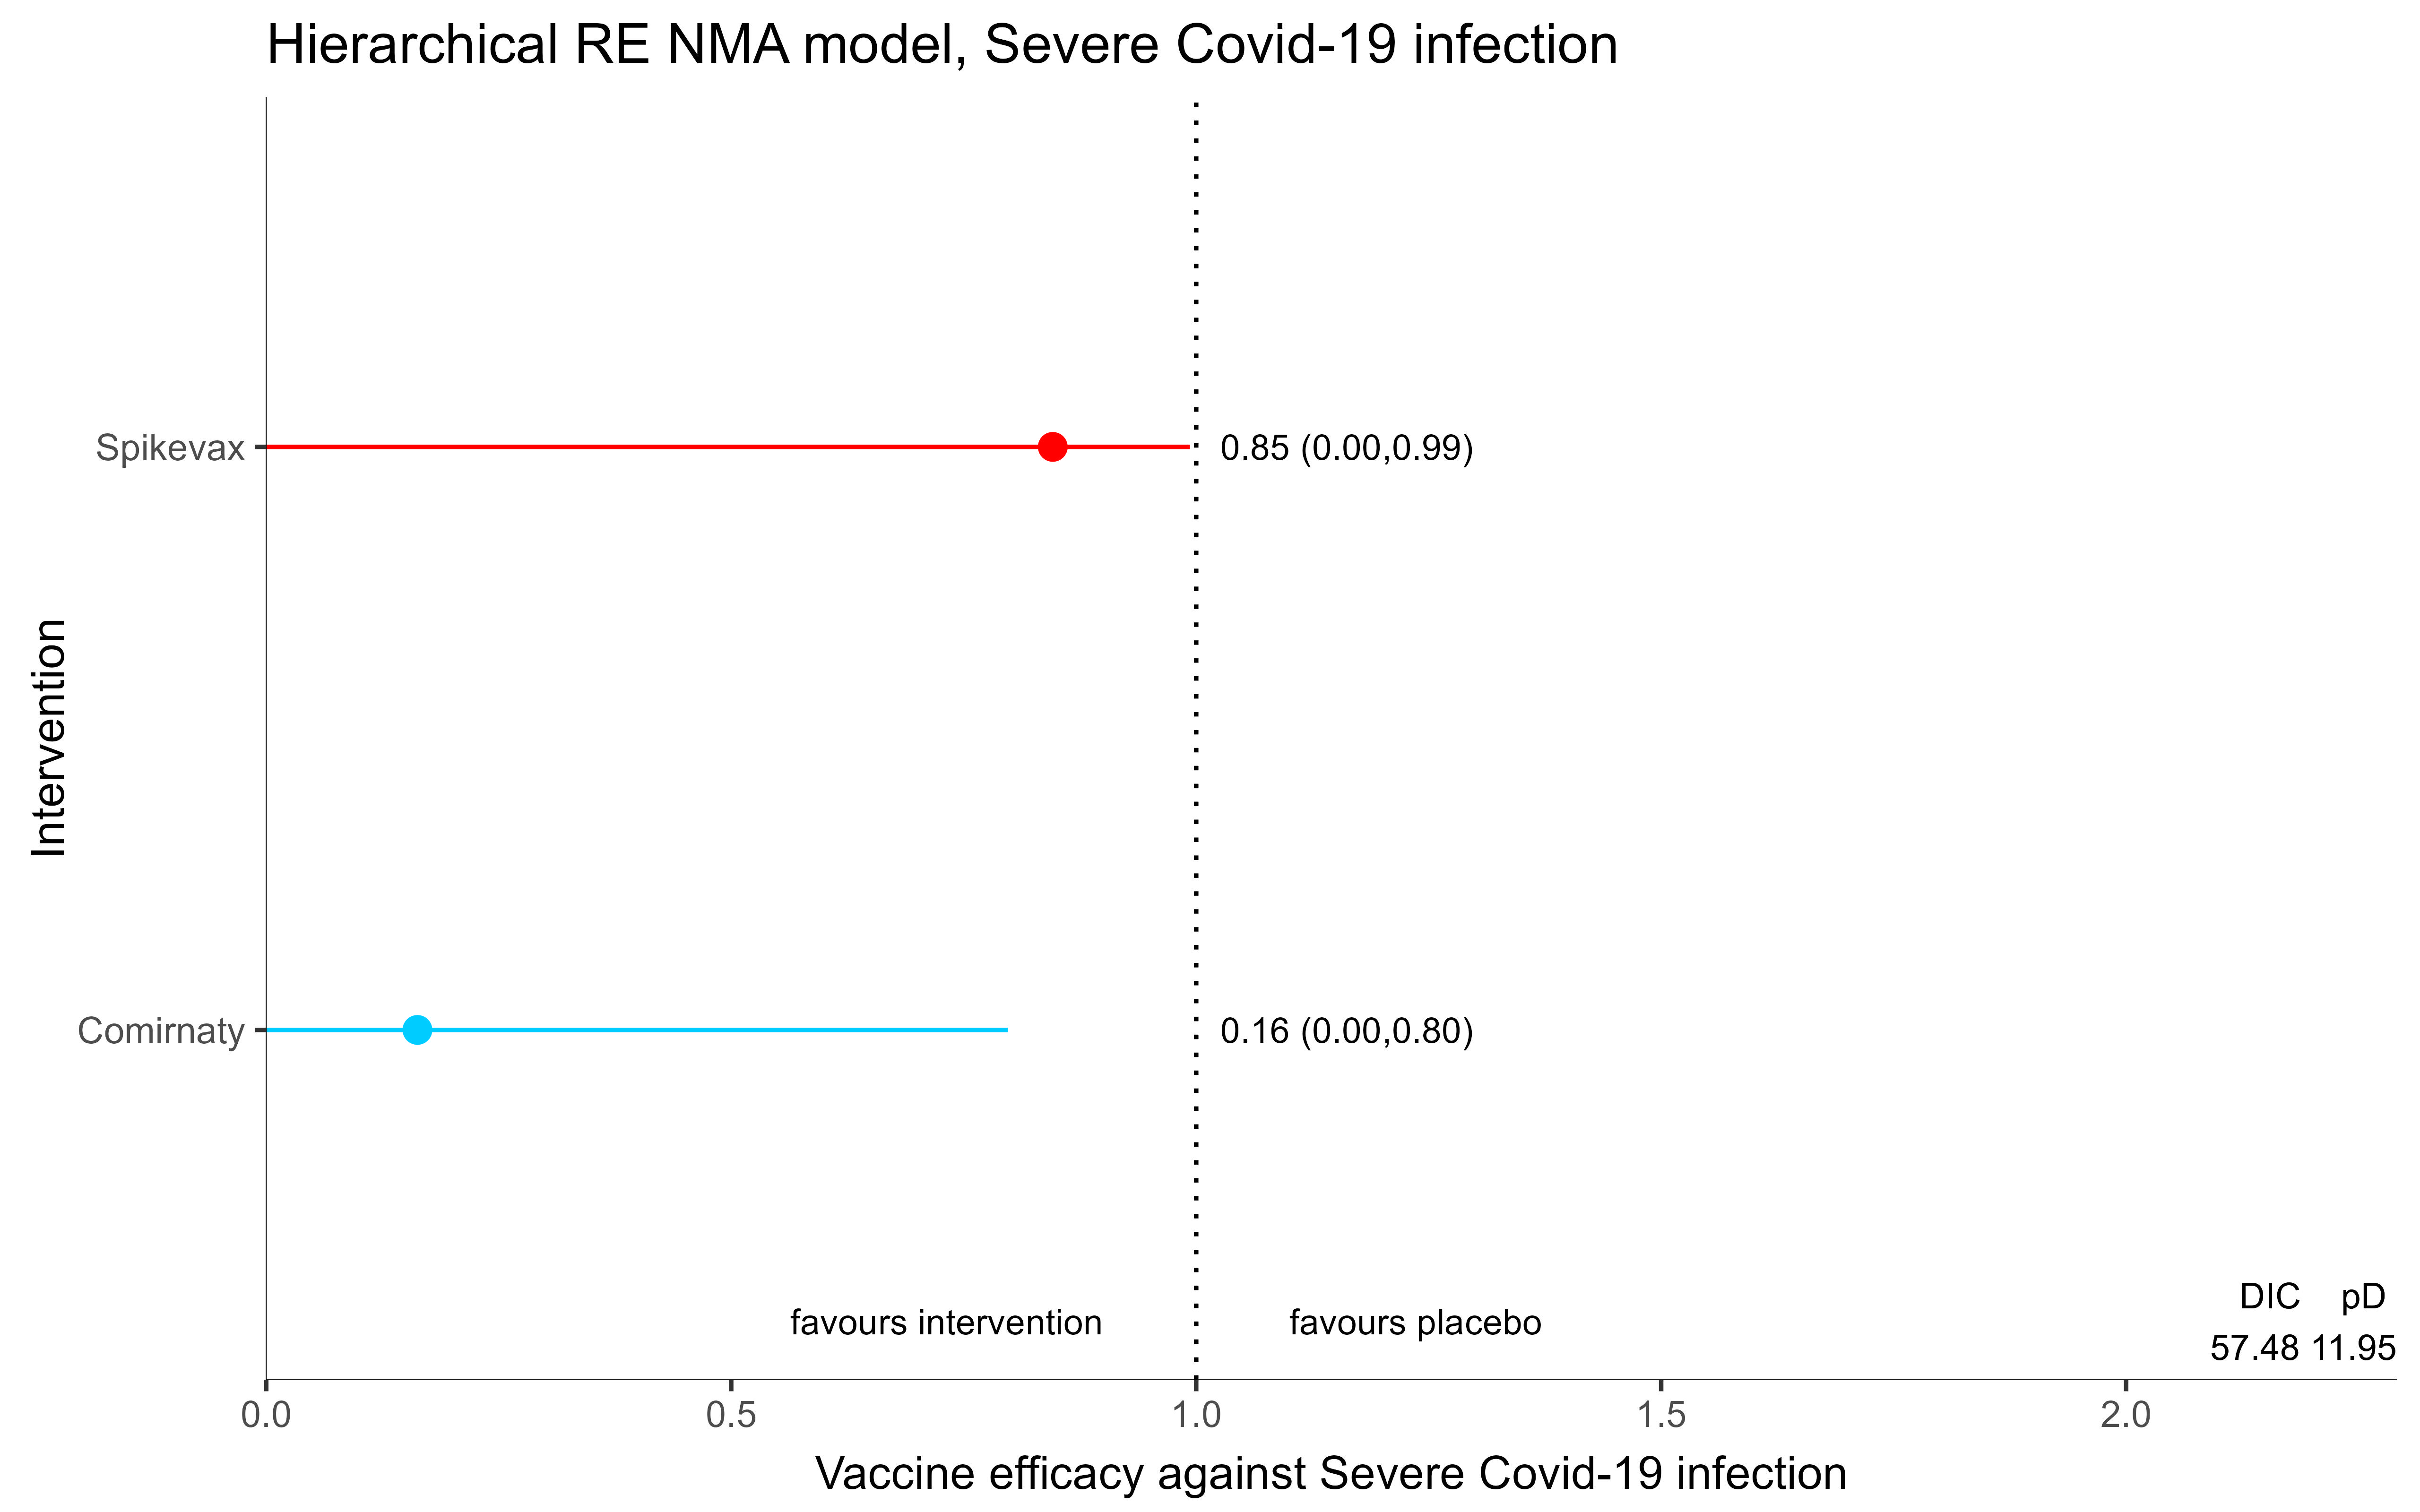 Hierarchical RE NMA model, Severe Covid-19 infection
Intervention
Spikevax
0.85 (0.00,0.99)
Comirnaty
0.16 (0.00,0.80)
favours intervention
favours placebo
DIC pD
57.48 11.95
0.0 0.5 1.0 1.5 2.0
Vaccine efficacy against Severe Covid-19 infection